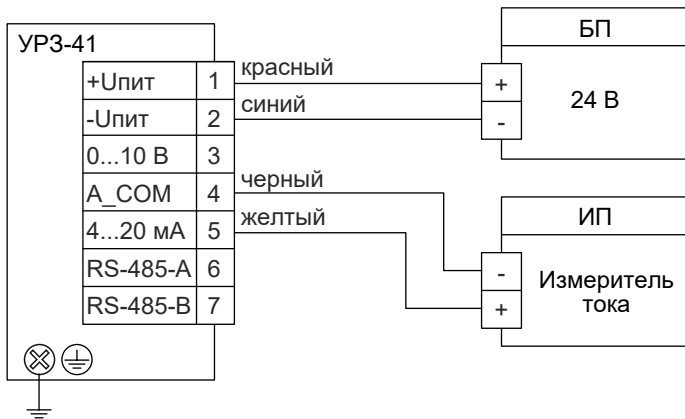 УРЗ-41
+Uпит 1
-Uпит 2
0...10 В 3
A_COM 4
4...20 мА 5
RS-485-A 6
RS-485-B 7
красный
синий
черный
желтый
БП
+
-
24 В
ИП
-
+
Измеритель
тока